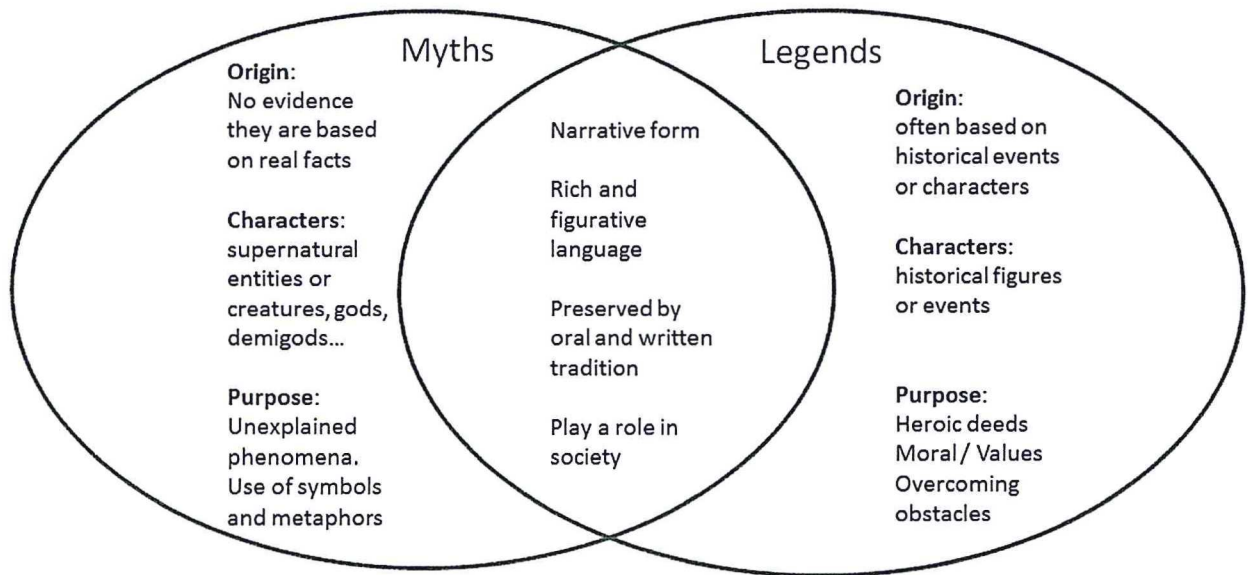 Myths
Origin:
No evidence
they are based
on real facts
Characters:
supernatural
entities or
creatures, gods,
demigods...
Purpose:
Unexplained
phenomena.
Use of symbols
and metaphors
Narrative form
Rich and
figurative
language
Preserved by
oral and written
tradition
Play a role in
society
Legends
Origin:
often based on
historical events
or characters
Characters:
historical figures
or events
Purpose:
Heroic deeds
Moral / Values
Overcoming
obstacles